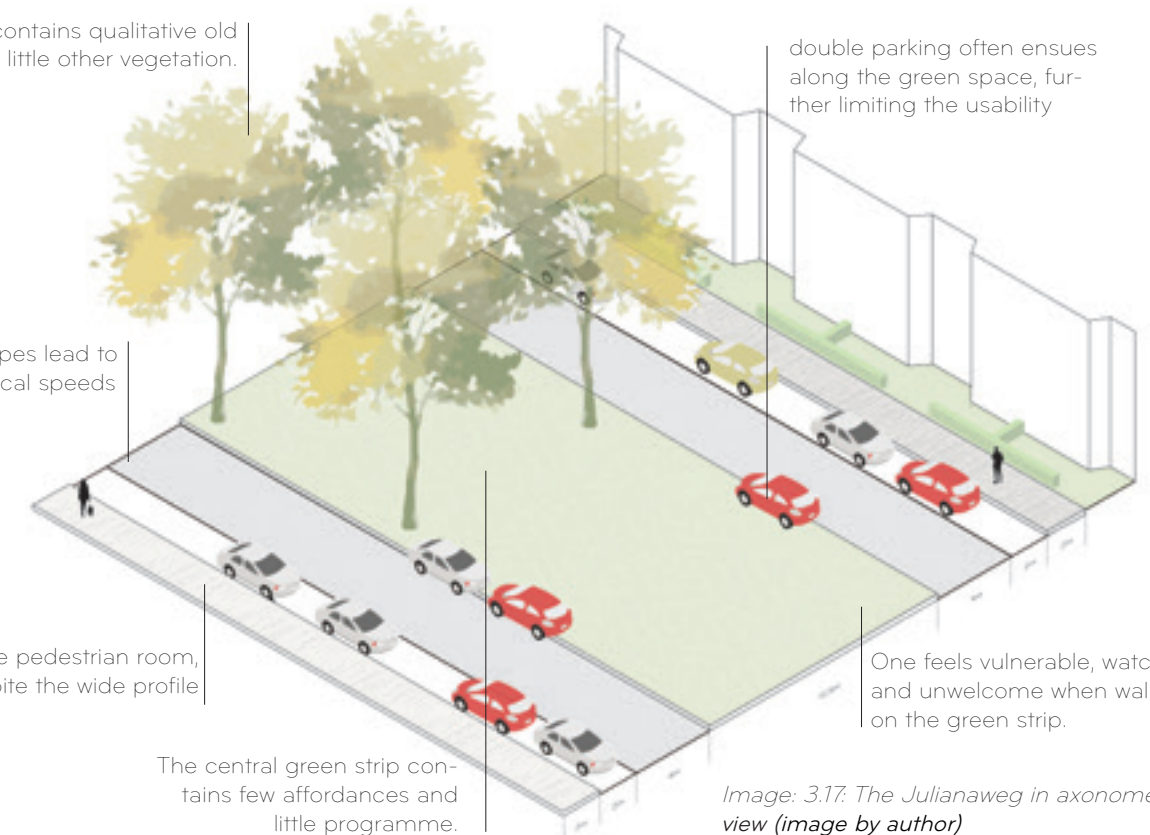 contains qualitative old
little other vegetation.
double parking often ensues
along the green space, fur-
ther limiting the usability
pes lead to
cal speeds
e pedestrian room,
pite the wide profile
One feels vulnerable, watc
and unwelcome when wal
on the green strip.
The central green strip con-
tains few affordances and
little programme.
Image: 3.17: The Julianaweg in axonome
view (image by author)